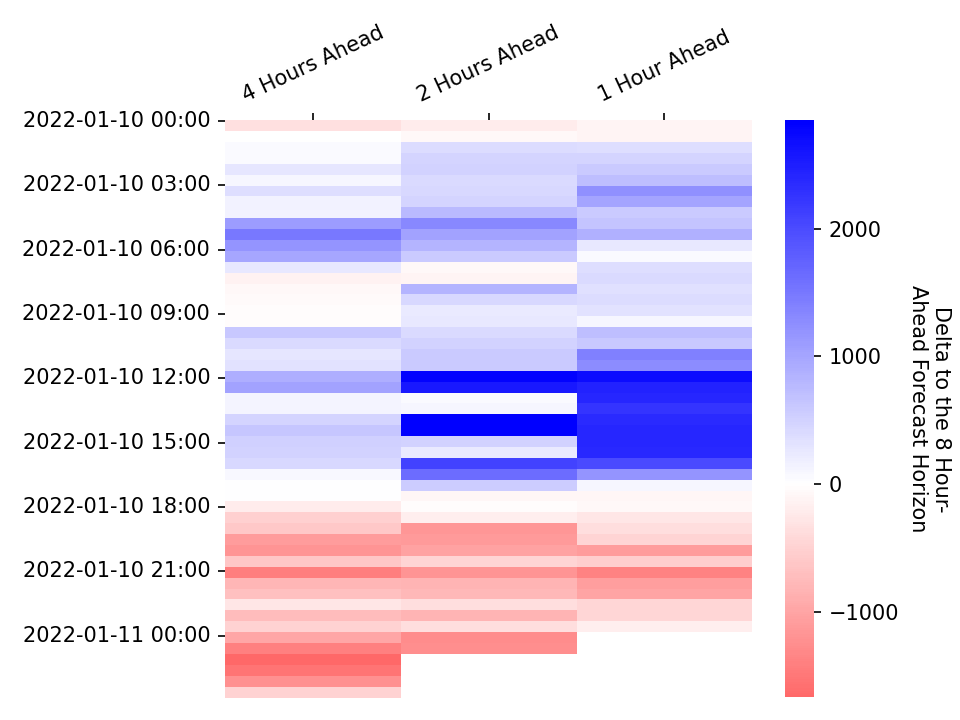 4 Hours Ahead
2 Hours Ahead
1 Hour Ahead
2022-01-10 00:00
2022-01-10 03:00
2022-01-10 06:00
2022-01-10 09:00
2022-01-10 12:00
2022-01-10 15:00
2022-01-10 18:00
2022-01-10 21:00
2022-01-11 00:00
2000
1000
0
−1000
Delta to the 8 Hour-
Ahead Forecast Horizon